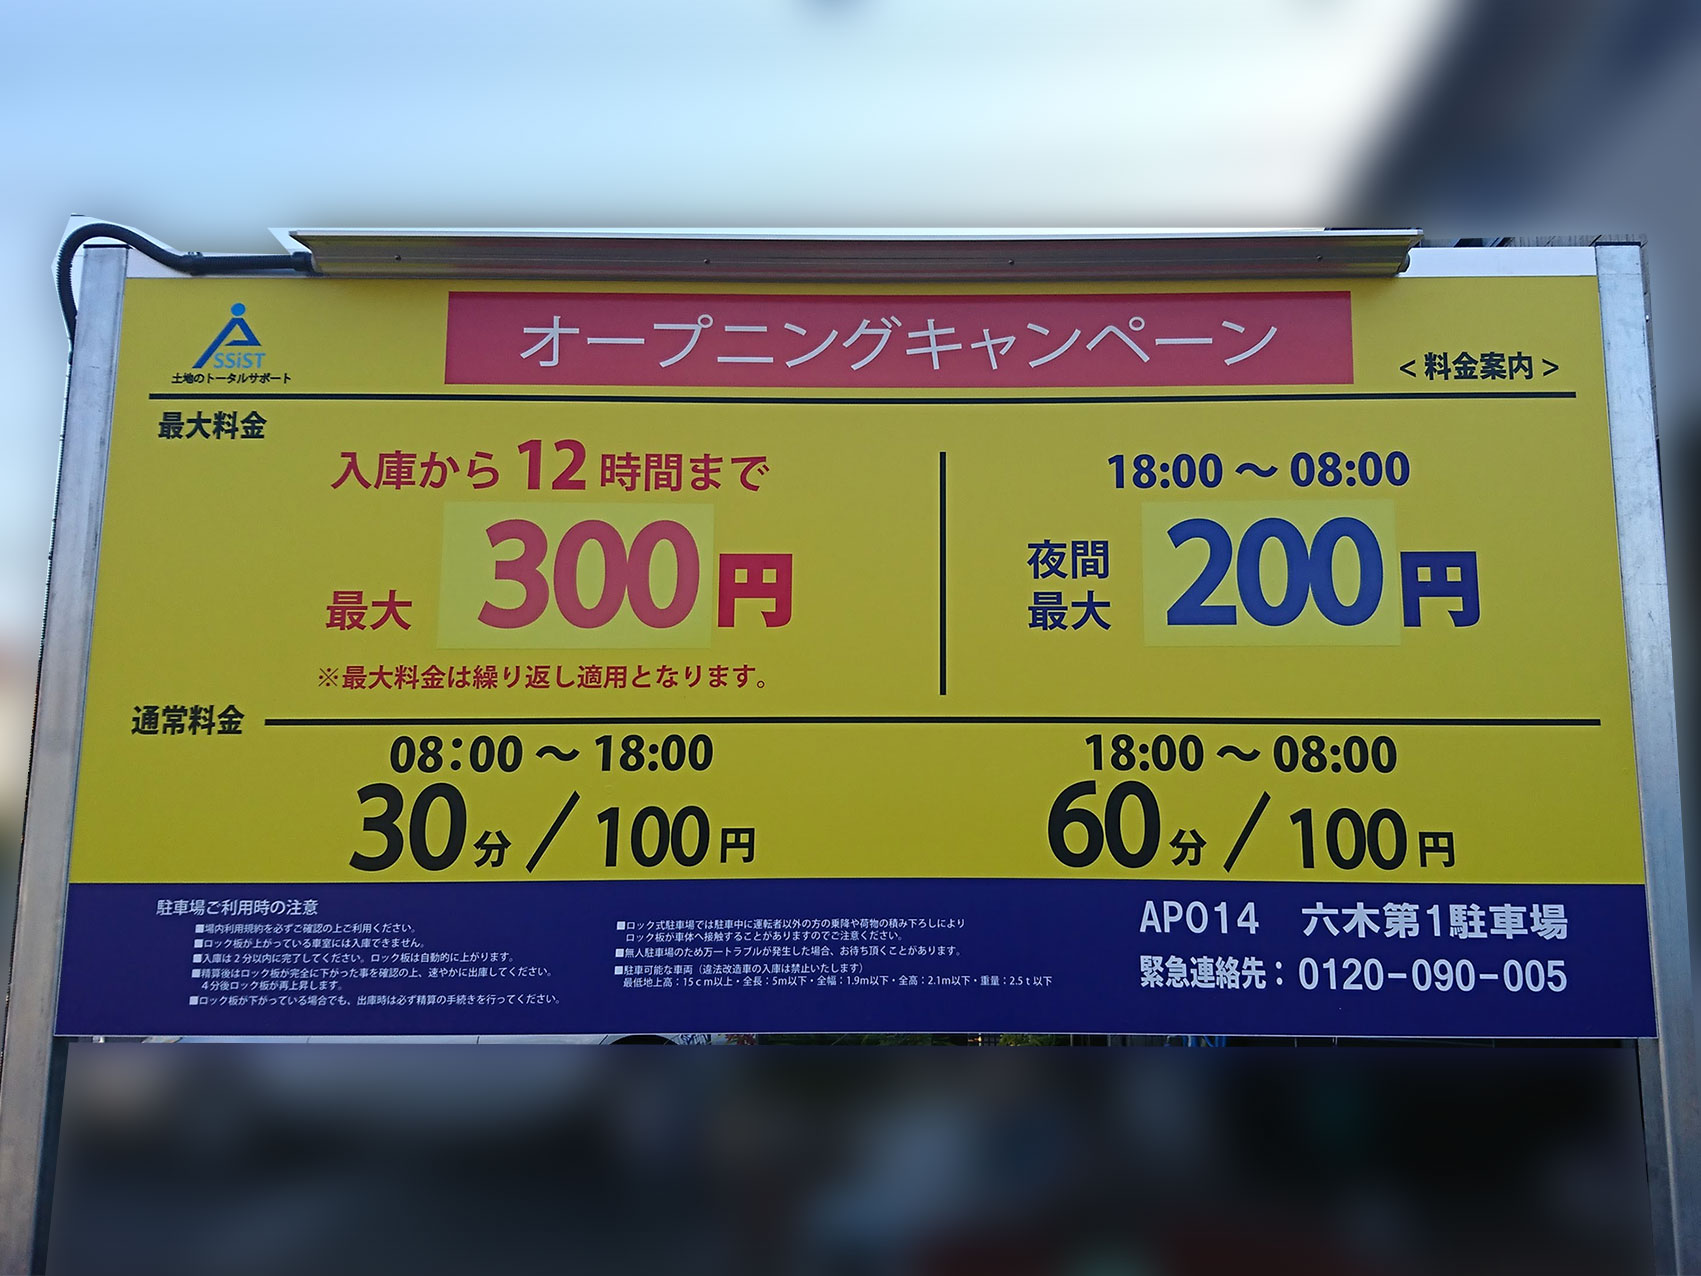 オープニングキャンペーン
SSiST
土地のトータルサポート
< 料金案内 >
最大料金
入庫から 12 時間まで
最大 300 円
※最大料金は繰り返し適用となります。
18:00 ～ 08:00
夜間
最大 200 円
通常料金
08:00 ～ 18:00
30分／100円
18:00 ～ 08:00
60分／100円
駐車場ご利用時の注意
■場内利用規約を必ずご確認の上ご利用ください。
■ロック板が上がっている車室には入庫できません。
■入庫は２分以内に完了してください。ロック板は自動的に上がります。
■精算後はロック板が完全に下がった事を確認の上、速やかに出庫してください。
４分後ロック板が再上昇します。
■ロック板が下がっている場合でも、出庫時は必ず精算の手続きを行ってください。
■ロック式駐車場では駐車中に運転者以外の方の乗降や荷物の積み下ろしにより
ロック板が車体へ接触することがありますのでご注意ください。
■無人駐車場のため万一トラブルが発生した場合、お待ち頂くことがあります。
■駐車可能な車両（違法改造車の入庫は禁止いたします）
最低地上高：15ｃm以上・全長：5m以下・全幅：1.9m以下・全高：2.1m以下・重量：2.5ｔ以下
AP014 六木第1駐車場
緊急連絡先：0120-090-005